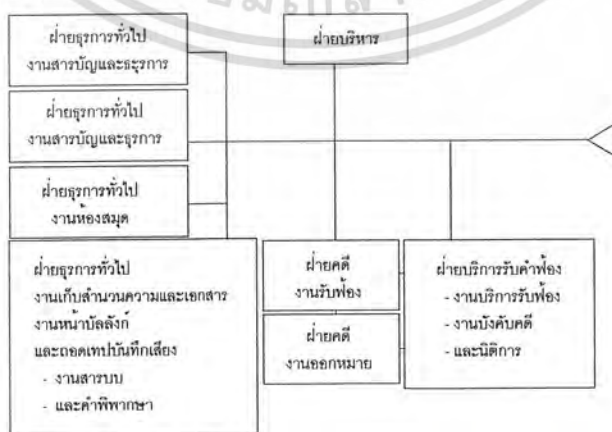 ฝ่ายธุรการทั่วไป
งานสารบัญและธะุรการ
ฝ่ายบริหาร
ฝ่ายธุรการทั่วไป
งานสารบัญและธุรการ
ฝ่ายธุรการทั่วไป
งานห้องสมุด
ฝ่ายธุรการทั่วไป
งานเก็บสำนวนความและเอกสาร
งานหน้าบัลลังก์
และถอดเทปบันทึกเสียง
- งานสารบบ
- และคำพิพากษา
ฝ่ายคดี
งานรับฟ้อง
ฝ่ายคดี
งานออกหมาย
ฝ่ายบริการรับคำฟ้อง
- งานบริการรับฟ้อง
- งานบังคับคดี
- และนิติการ